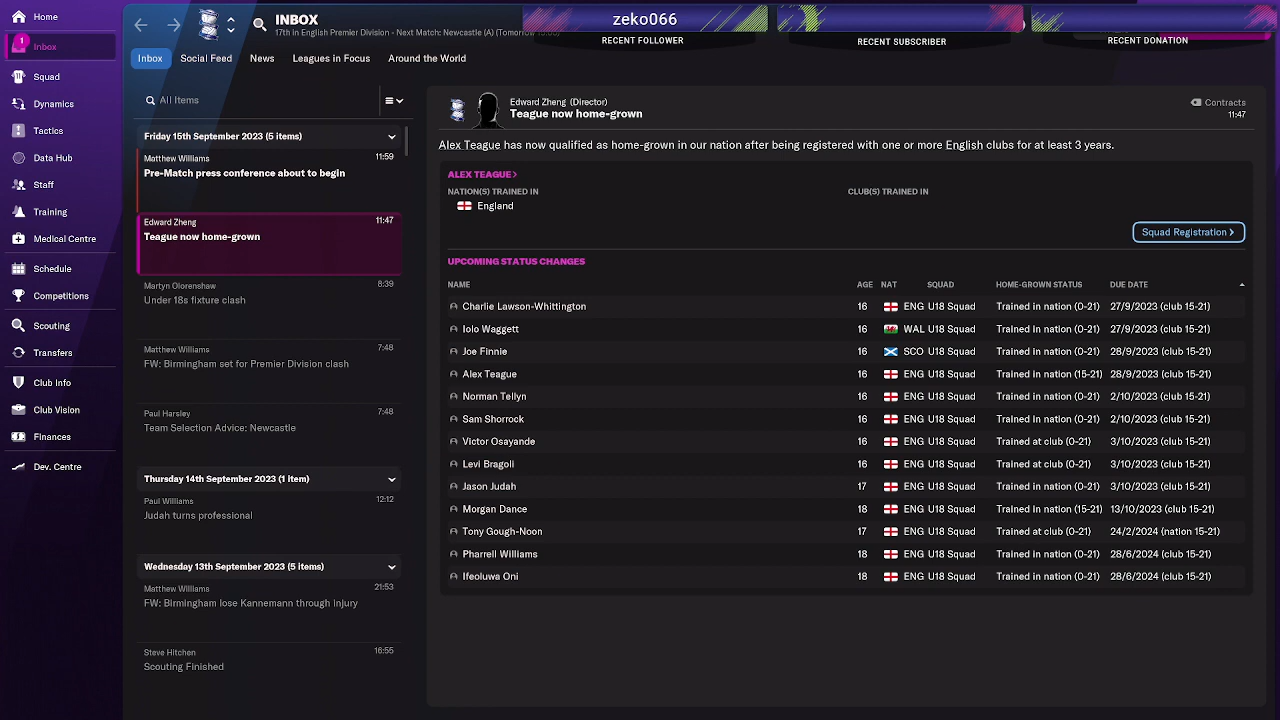 Home
1
Inbox
Squad
Dynamics
Tactics
Data Hub
Staff
Training
Medical Centre
Schedule
Competitions
Scouting
Transfers
Club Info
Club Vision
Finances
Dev. Centre
INBOX
17th in English Premier Division - Next Match: Newcastle (A) (Tomorrow
zeko066
RECENT FOLLOWER
RECENT SUBSCRIBER
RECENT DONATION
Inbox
Social Feed
News
Leagues in Focus
Around the World
All Items
Friday 15th September 2023 (5 items)
Matthew Williams 11:59
Pre-Match press conference about to begin
Edward Zheng 11:47
Teague now home-grown
Martyn Olorenshaw 8:39
Under 18s fixture clash
Matthew Williams 7:48
FW: Birmingham set for Premier Division clash
Paul Harsley 7:48
Team Selection Advice: Newcastle
Thursday 14th September 2023 (1 item)
Paul Williams 12:12
Judah turns professional
Wednesday 13th September 2023 (5 items)
Matthew Williams 21:53
FW: Birmingham lose Kannemann through injury
Steve Hitchen 16:55
Scouting Finished
Edward Zheng (Director)
Teague now home-grown
Contracts
11:47
Alex Teague has now qualified as home-grown in our nation after being registered with one or more English clubs for at least 3 years.
ALEX TEAGUE >
NATION(S) TRAINED IN CLUB(S) TRAINED IN
England
Squad Registration >
UPCOMING STATUS CHANGES
NAME AGE NAT SQUAD HOME-GROWN STATUS DUE DATE
Charlie Lawson-Whittington 16 ENG U18 Squad Trained in nation (0-21) 27/9/2023 (club 15-21)
Iolo Waggett 16 WAL U18 Squad Trained in nation (0-21) 27/9/2023 (club 15-21)
Joe Finnie 16 SCO U18 Squad Trained in nation (0-21) 28/9/2023 (club 15-21)
Alex Teague 16 ENG U18 Squad Trained in nation (15-21) 28/9/2023 (club 15-21)
Norman Tellyn 16 ENG U18 Squad Trained in nation (0-21) 2/10/2023 (club 15-21)
Sam Shorrock 16 ENG U18 Squad Trained in nation (0-21) 2/10/2023 (club 15-21)
Victor Osayande 16 ENG U18 Squad Trained at club (0-21) 3/10/2023 (club 15-21)
Levi Bragoli 16 ENG U18 Squad Trained at club (0-21) 3/10/2023 (club 15-21)
Jason Judah 17 ENG U18 Squad Trained at club (0-21) 3/10/2023 (club 15-21)
Morgan Dance 18 ENG U18 Squad Trained in nation (15-21) 13/10/2023 (club 15-21)
Tony Gough-Noon 17 ENG U18 Squad Trained at club (0-21) 24/2/2024 (nation 15-21)
Pharrell Williams 18 ENG U18 Squad Trained in nation (0-21) 28/6/2024 (club 15-21)
Ifeoluwa Oni 18 ENG U18 Squad Trained in nation (0-21) 28/6/2024 (club 15-21)